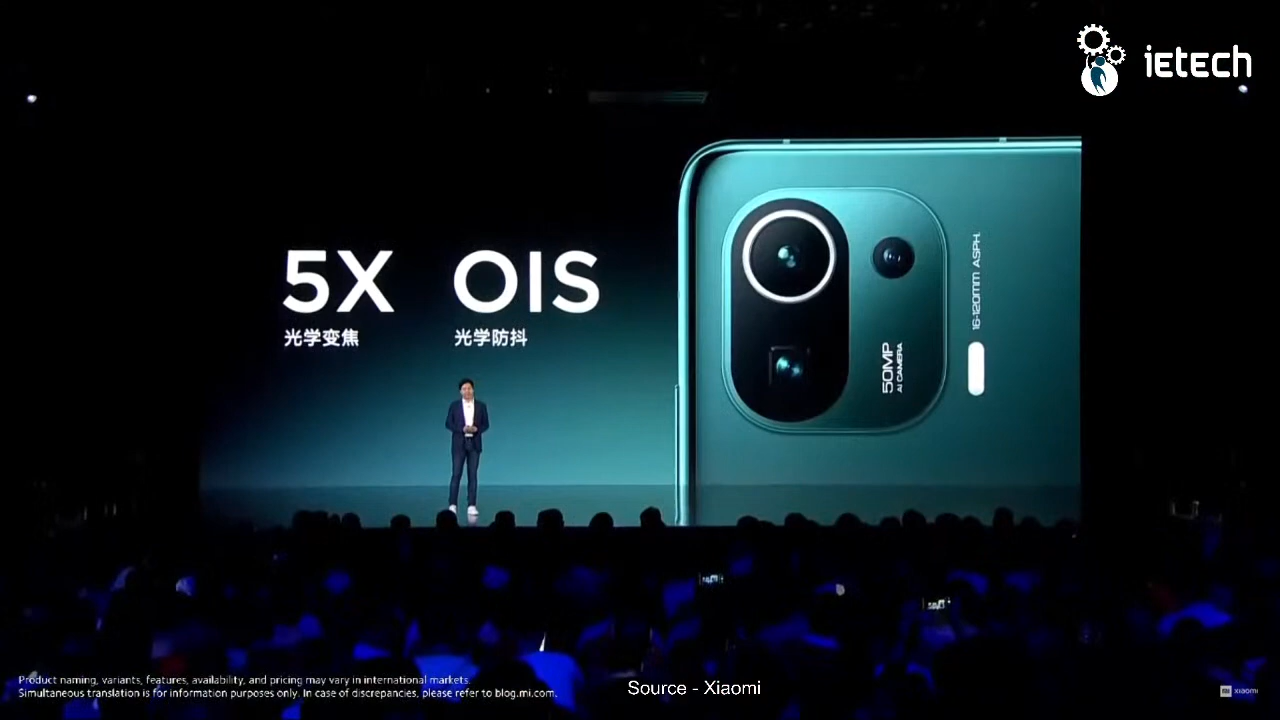 ietech
5X OIS
光学变焦 光学防抖
16-120mm ASPH.
50MP
AI CAMERA
Product naming, variants, features, availability, and pricing may vary in international markets.
Simultaneous translation is for information purposes only. In case of discrepancies, please refer to blog.mi.com.
Source - Xiaomi
mi xiaomi